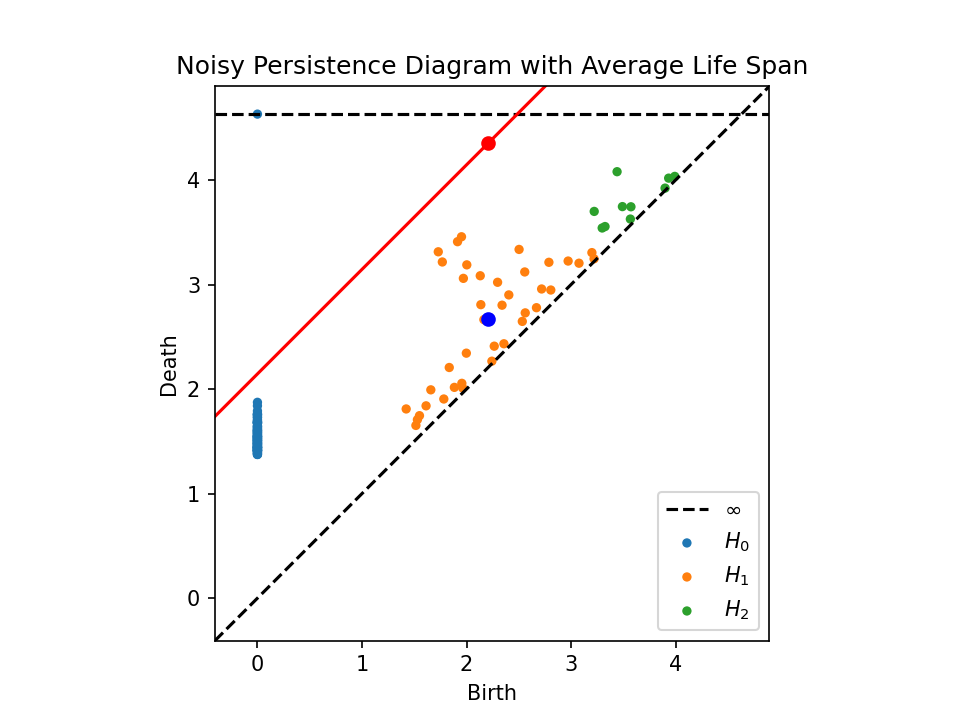 Noisy Persistence Diagram with Average Life Span
Death
4
3
2
1
0
0 1 2 3 4
Birth
∞
H₀
H₁
H₂